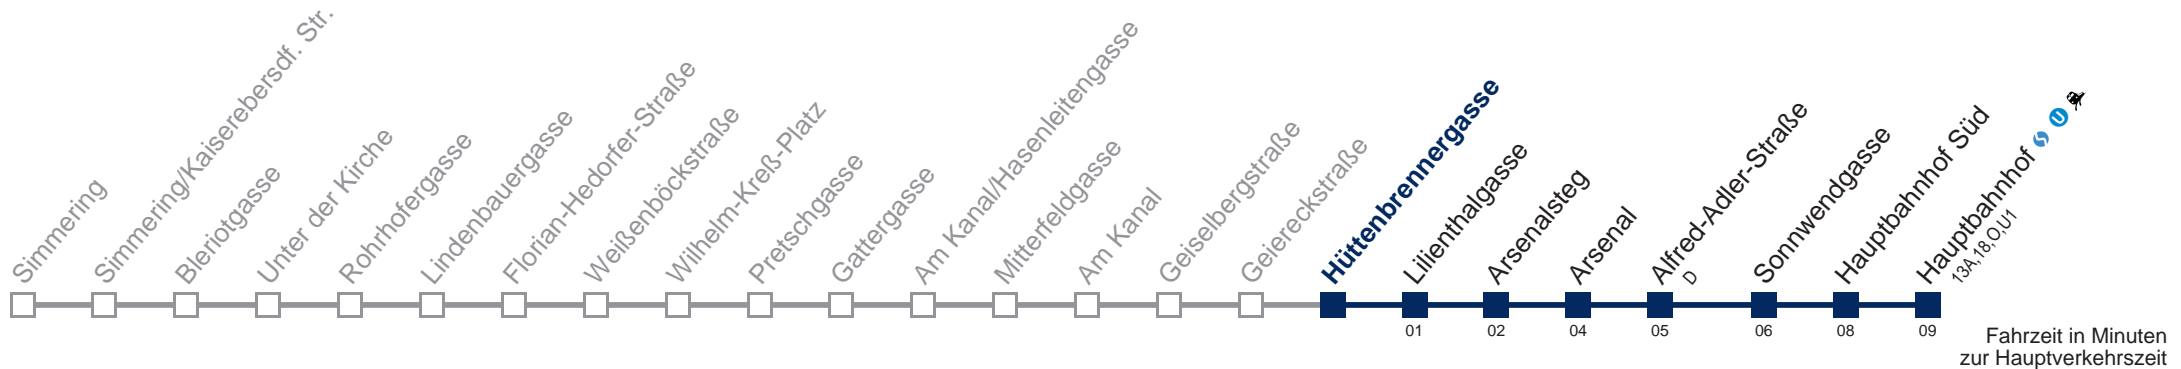 Simmering
Simmering/Kaiserebersdf. Str.
Bleriotgasse
Unter der Kirche
Rohrhofergasse
Lindenbauergasse
Florian-Hedorfer-Straße
Weißenböckstraße
Wilhelm-Kreß-Platz
Pretschgasse
Gattergasse
Am Kanal/Hasenleitengasse
Mitterfeldgasse
Am Kanal
Geiselbergstraße
Geiereckstraße
Hüttenbrennergasse
Lilienthalgasse
Arsenalsteg
Arsenal
Alfred-Adler-Straße
D
Sonnwendgasse
Hauptbahnhof Süd
Hauptbahnhof S U
13A,18,O,U1
01 02 04 05 06 08 09
Fahrzeit in Minuten
zur Hauptverkehrszeit